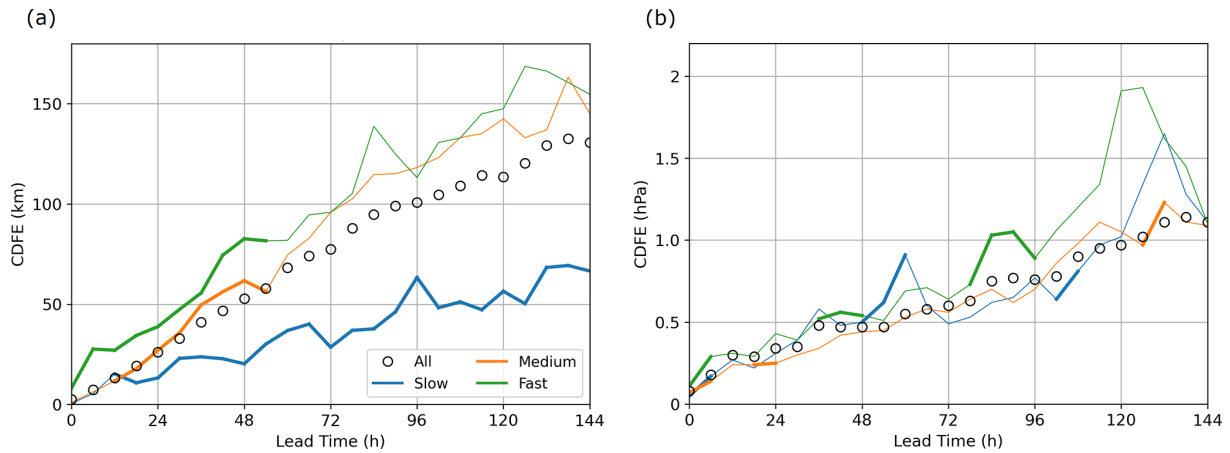 (a)
CDFE (km)
150
100
50
0
0 24 48 72 96 120 144
Lead Time (h)
All
Slow
Medium
Fast
(b)
CDFE (hPa)
2
1.5
1.0
0.5
0
0 24 48 72 96 120 144
Lead Time (h)